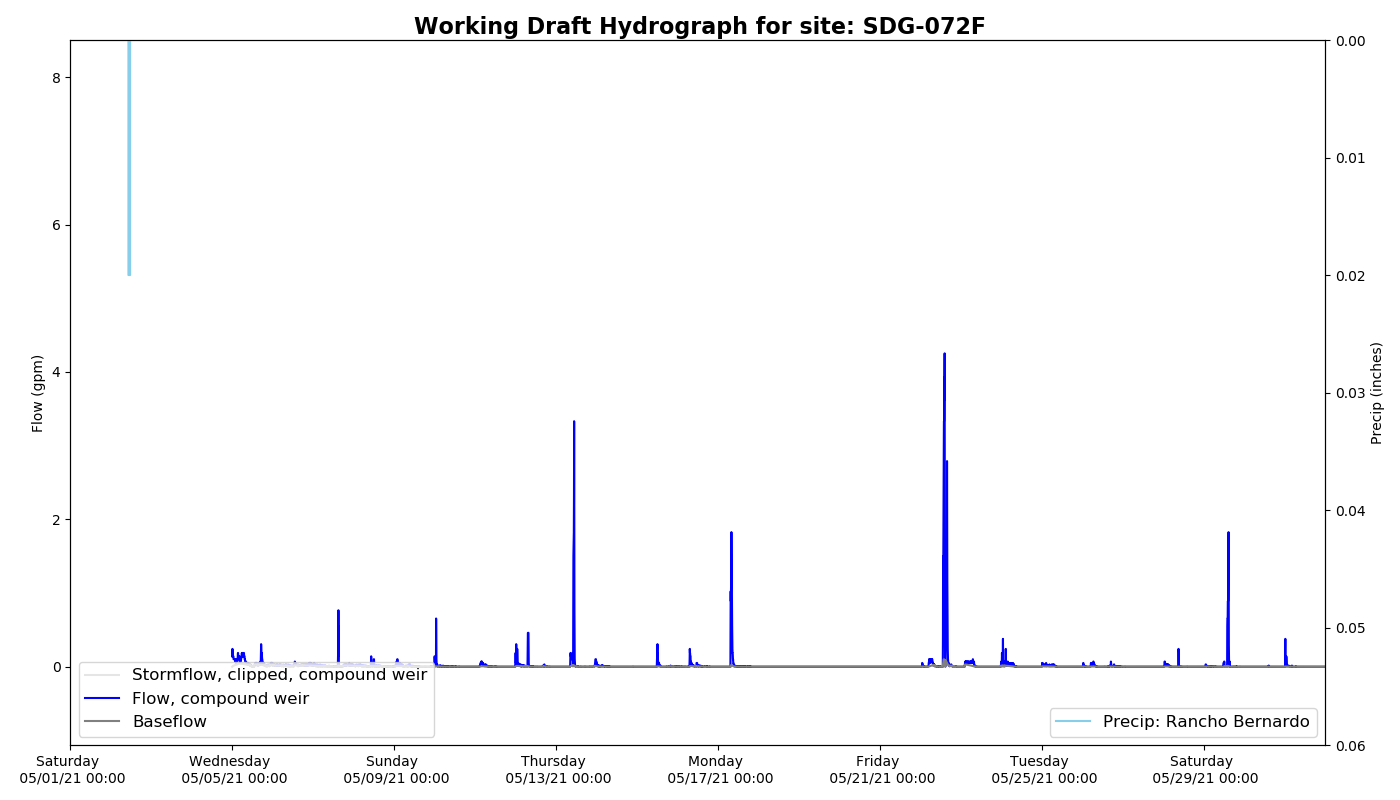 Working Draft Hydrograph for site: SDG-072F
8
6
4
2
0
Flow (gpm)
0.00
0.01
0.02
0.03
0.04
0.05
0.06
Precip (inches)
Stormflow, clipped, compound weir
Flow, compound weir
Baseflow
Precip: Rancho Bernardo
Saturday
05/01/21 00:00
Wednesday
05/05/21 00:00
Sunday
05/09/21 00:00
Thursday
05/13/21 00:00
Monday
05/17/21 00:00
Friday
05/21/21 00:00
Tuesday
05/25/21 00:00
Saturday
05/29/21 00:00